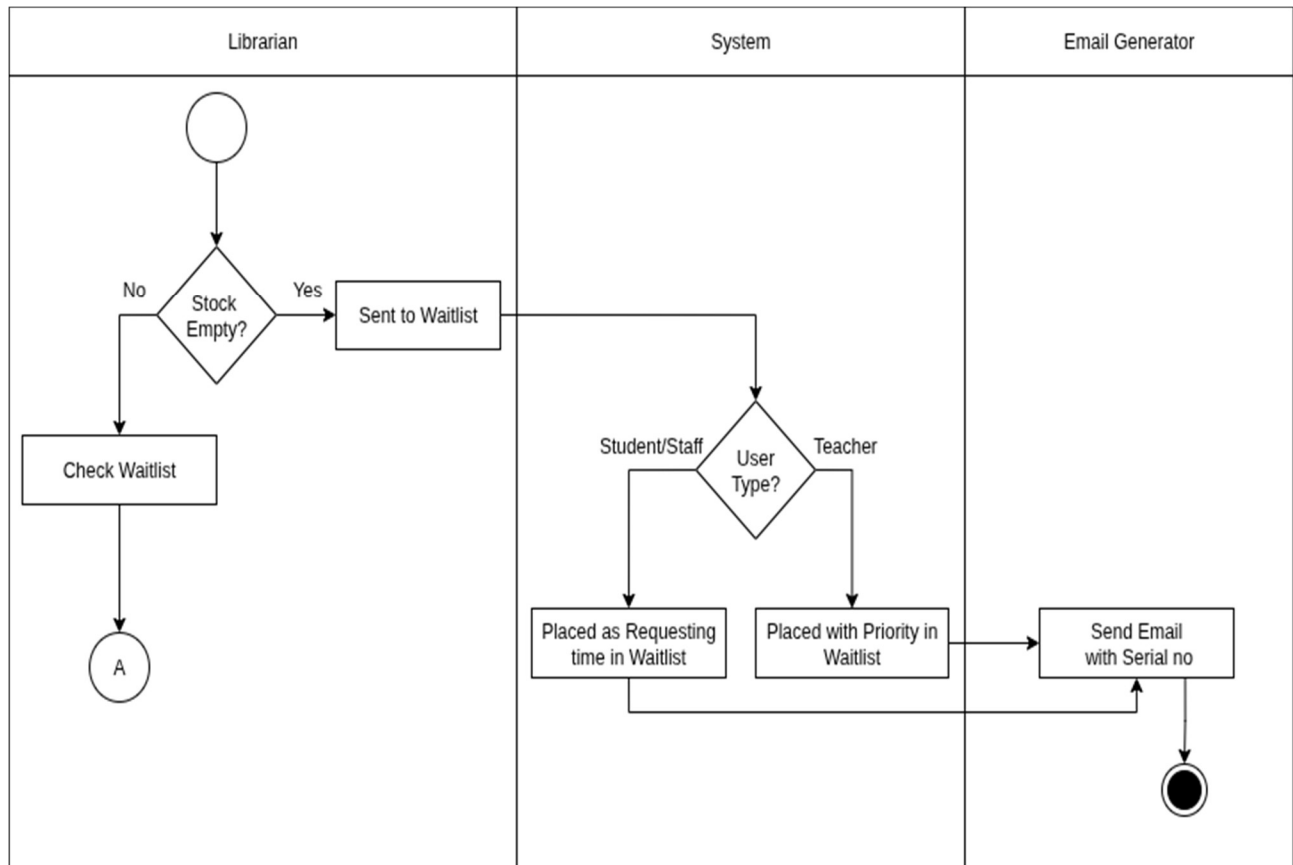 Librarian
System
Email Generator
No
Yes
Stock
Empty?
Sent to Waitlist
Check Waitlist
A
Student/Staff
Teacher
User
Type?
Placed as Requesting
time in Waitlist
Placed with Priority in
Waitlist
Send Email
with Serial no